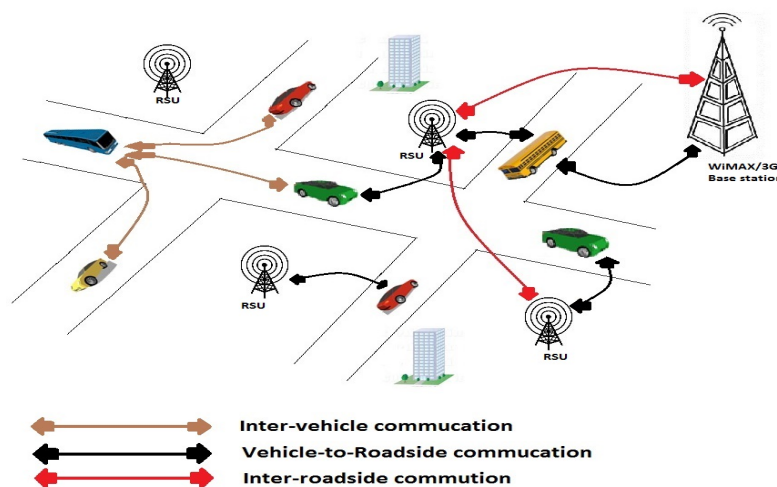 RSU
RSU
WiMAX/3G
Base station
RSU
RSU
Inter-vehicle commucation
Vehicle-to-Roadside commucation
Inter-roadside commution